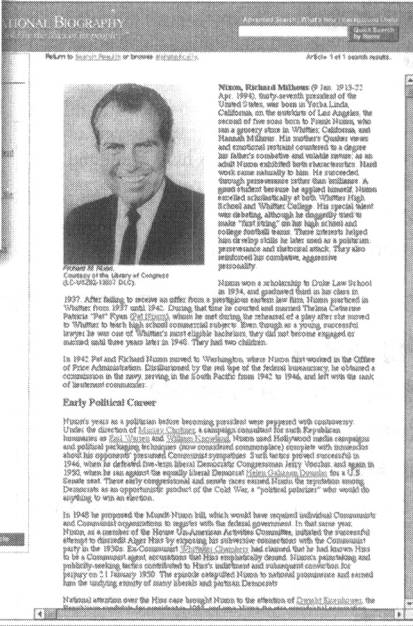 TIONAL BIOGRAPHY
Advanced Search | What's New |
Quick Search
by Name
Return to Search Results or browse alphabetically. Article 1 of 1 search results.
Nixon, Richard Milhous (9 Jan. 1913-22
Apr. 1994), thirty-seventh president of the
United States, was born in Yorba Linda,
California, on the outskirts of Los Angeles, the
second of five sons born to Frank Nixon, who
ran a grocery store in Whittier, California, and
Hannah Milhous. His mother's Quaker views
and emotional restraint countered to a degree
his father's combative and volatile nature; as an
adult Nixon exhibited both characteristics. Hard
work came naturally to him. He succeeded
through perseverance rather than brilliance. A
good student because he applied himself, Nixon
excelled scholastically at both Whittier High
School and Whittier College. His special talent
was debating, although he doggedly tried to
make "first string" on his high school and
college football teams. These interests helped
him develop skills he later used as a politician:
perseverance and rhetorical attack. They also
reinforced his combative, aggressive
personality.
Richard M. Nixon.
Courtesy of the Library of Congress
(LC-USZ62-13037 DLC).
Nixon won a scholarship to Duke Law School
in 1934, and graduated third in his class in
1937. After failing to receive an offer from a prestigious eastern law firm, Nixon practiced in
Whittier from 1937 until 1942. During that time he courted and married Thelma Catherine
Patricia "Pat" Ryan (Pat Nixon), whom he met during the rehearsal of a play after she moved
to Whittier to teach high school commercial subjects. Even though as a young, successful
lawyer he was one of Whittier's most eligible bachelors, they did not become engaged or
married until three years later in 1940. They had two children.
In 1942 Pat and Richard Nixon moved to Washington, where Nixon first worked in the Office
of Price Administration. Disillusioned by the red tape of the federal bureaucracy, he obtained a
commission in the navy, serving in the South Pacific from 1942 to 1946, and left with the rank
of lieutenant commander.
Early Political Career
Nixon's years as a politician before becoming president were peppered with controversy.
Under the direction of Murray Chotiner, a campaign consultant for such Republican
luminaries as Earl Warren and William Knowland, Nixon used Hollywood media campaigns
and political packaging techniques (now considered commonplace) complete with innuendos
about his opponents' presumed Communist sympathies. Such tactics proved successful in
1946, when he defeated five-term liberal Democratic Congressman Jerry Voorhis, and again in
1950, when he ran against the equally liberal Democrat Helen Gahagan Douglas for a U.S.
Senate seat. These early congressional and senate races earned Nixon the reputation among
Democrats as an opportunistic product of the Cold War, a "political polarizer" who would do
anything to win an election.
In 1948 he proposed the Mundt-Nixon bill, which would have required individual Communists
and Communist organizations to register with the federal government. In that same year,
Nixon, as a member of the House Un-American Activities Committee, initiated the successful
attempt to discredit Alger Hiss by exposing his subversive connections with the Communist
party in the 1930s. Ex-Communist Whittaker Chambers had claimed that he had known Hiss
to be a Communist agent, accusations that Hiss emphatically denied. Nixon's painstaking and
publicity-seeking tactics contributed to Hiss's indictment and subsequent conviction for
perjury on 21 January 1950. The episode catapulted Nixon to national prominence and earned
him the undying enmity of many liberals and partisan Democrats.
National attention over the Hiss case brought Nixon to the attention of Dwight Eisenhower, the